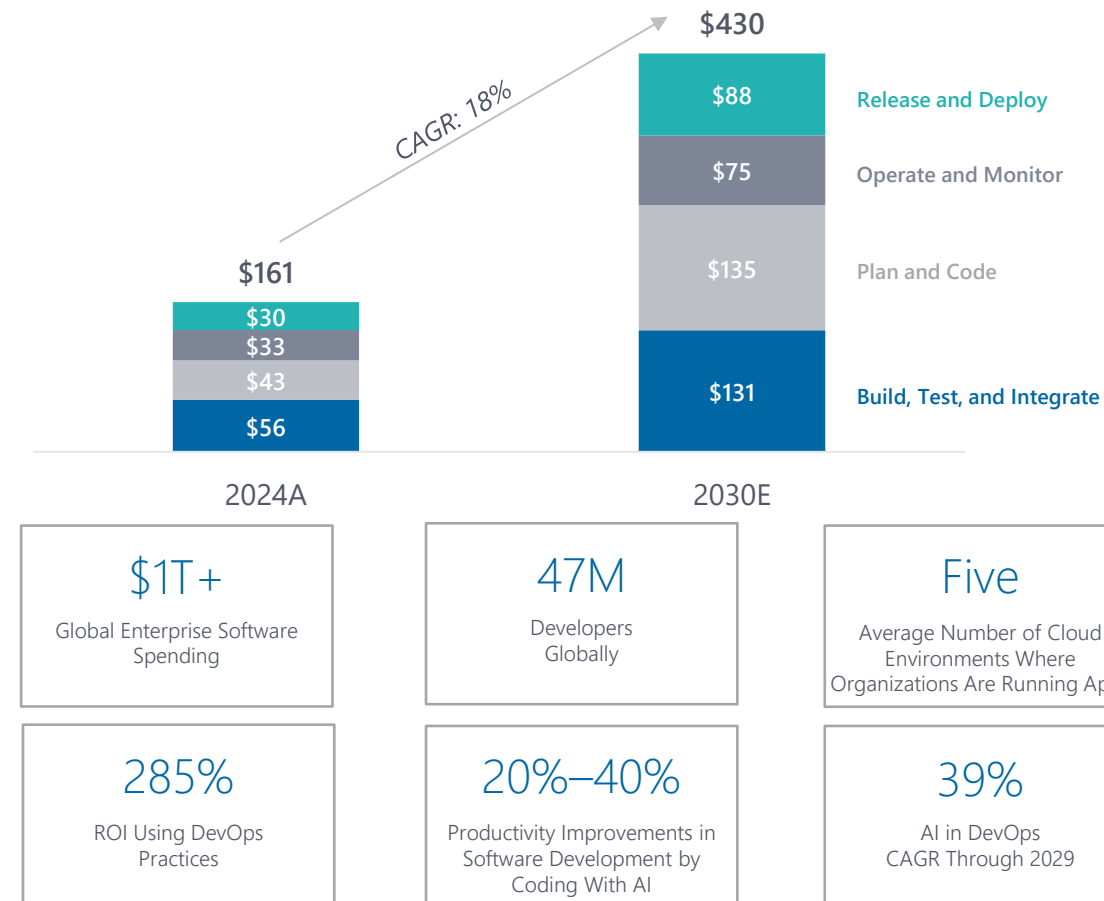 $430
CAGR: 18%
$88
Release and Deploy
$75
Operate and Monitor
$135
Plan and Code
$131
Build, Test, and Integrate
$161
$30
$33
$43
$56
2024A
2030E
$1T+
Global Enterprise Software
Spending
47M
Developers
Globally
Five
Average Number of Cloud
Environments Where
Organizations Are Running
285%
ROI Using DevOps
Practices
20%–40%
Productivity Improvements in
Software Development by
Coding With AI
39%
AI in DevOps
CAGR Through 2029